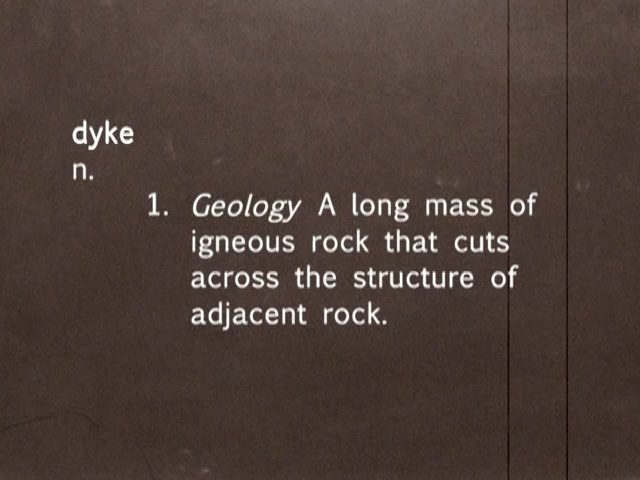 dyke
n.
1. Geology A long mass of
igneous rock that cuts
across the structure of
adjacent rock.